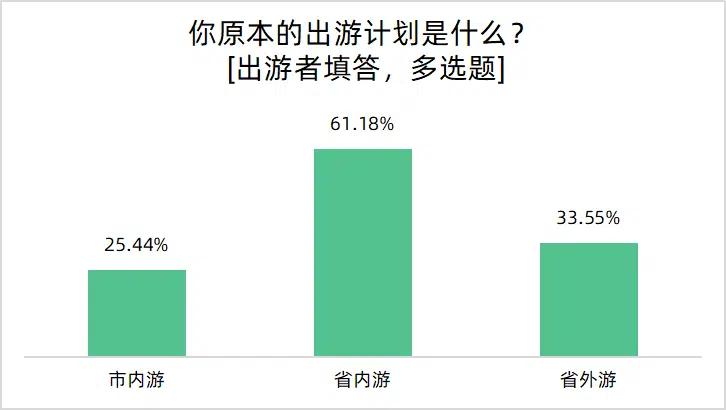 你原本的出游计划是什么？
[出游者填答，多选题]
61.18%
33.55%
25.44%
市内游 省内游 省外游